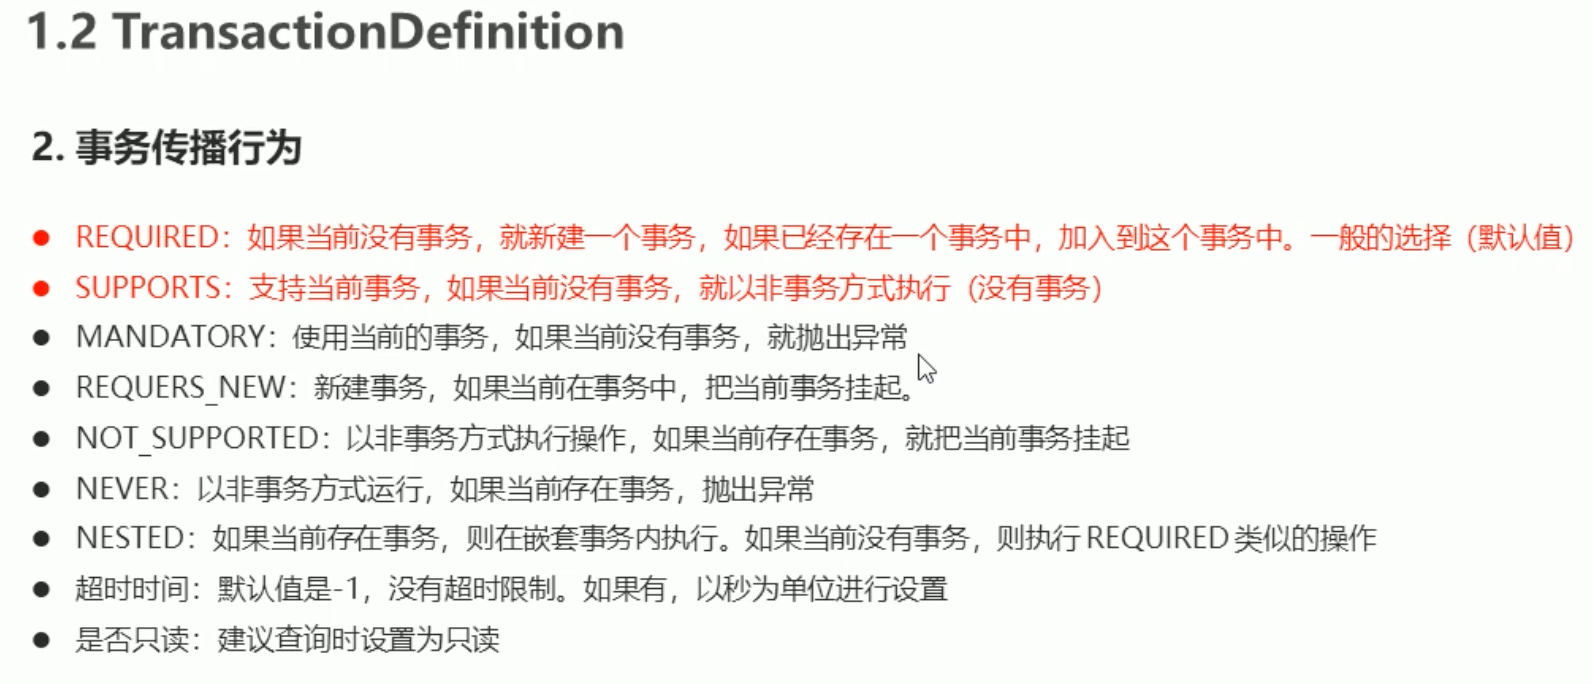 1.2 TransactionDefinition
2. 事务传播行为
● REQUIRED：如果当前没有事务，就新建一个事务，如果已经存在一个事务中，加入到这个事务中。一般的选择（默认值）
● SUPPORTS：支持当前事务，如果当前没有事务，就以非事务方式执行（没有事务）
● MANDATORY：使用当前的事务，如果当前没有事务，就抛出异常
● REQUERS_NEW：新建事务，如果当前在事务中，把当前事务挂起。
● NOT_SUPPORTED：以非事务方式执行操作，如果当前存在事务，就把当前事务挂起
● NEVER：以非事务方式运行，如果当前存在事务，抛出异常
● NESTED：如果当前存在事务，则在嵌套事务内执行。如果当前没有事务，则执行 REQUIRED 类似的操作
● 超时时间：默认值是-1，没有超时限制。如果有，以秒为单位进行设置
● 是否只读：建议查询时设置为只读